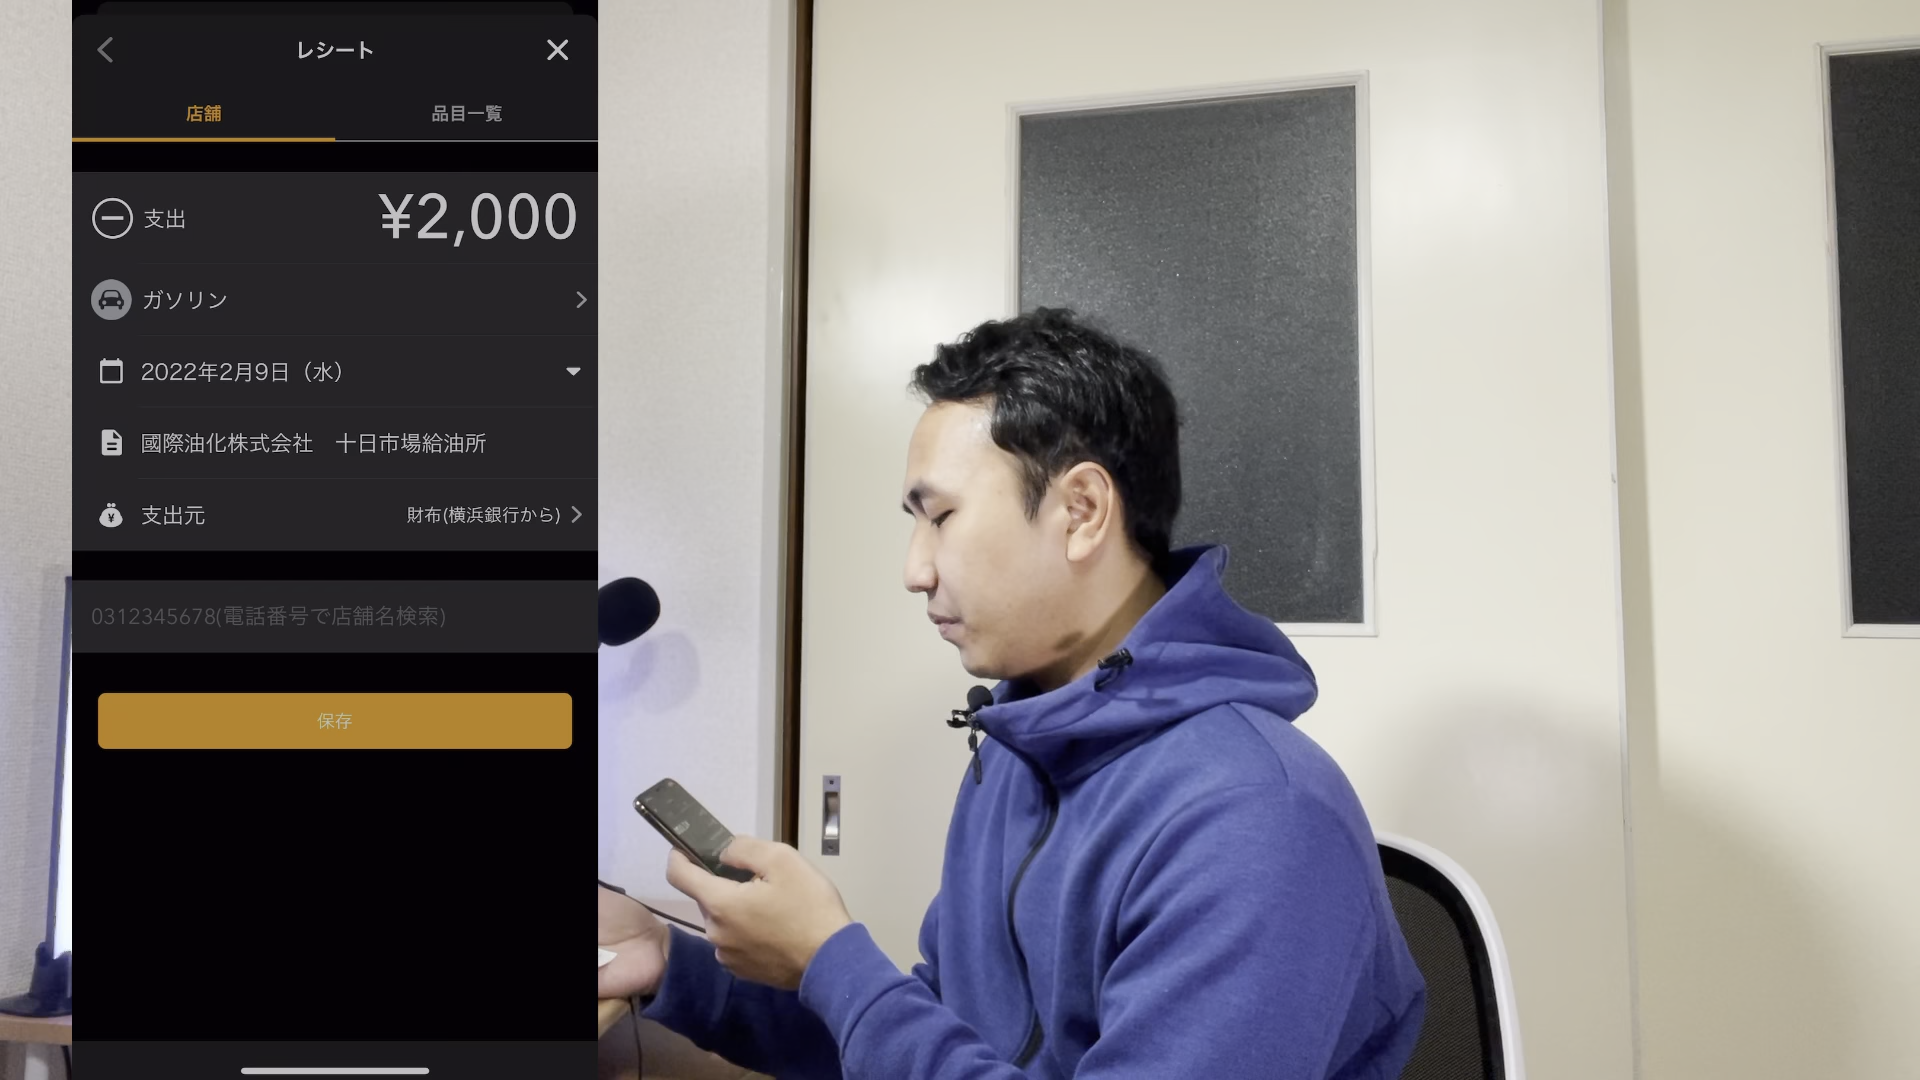 レシート
店舗
品目一覧
支出
¥2,000
ガソリン
2022年2月9日（水）
國際油化株式会社　十日市場給油所
支出元
財布(横浜銀行から)
0312345678(電話番号で店舗名検索)
保存